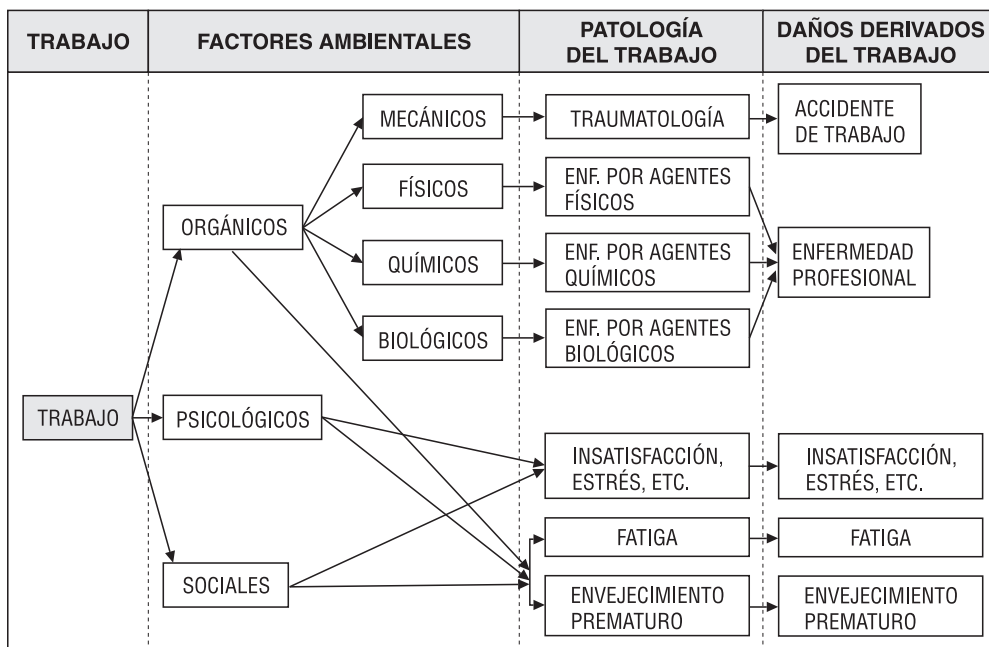 TRABAJO
FACTORES AMBIENTALES
PATOLOGÍA
DEL TRABAJO
DAÑOS DERIVADOS
DEL TRABAJO
MECÁNICOS
TRAUMATOLOGÍA
ACCIDENTE
DE TRABAJO
FÍSICOS
ENF. POR AGENTES
FÍSICOS
ORGÁNICOS
QUÍMICOS
ENF. POR AGENTES
QUÍMICOS
ENFERMEDAD
PROFESIONAL
BIOLÓGICOS
ENF. POR AGENTES
BIOLÓGICOS
TRABAJO
PSICOLÓGICOS
INSATISFACCIÓN,
ESTRÉS, ETC.
INSATISFACCIÓN,
ESTRÉS, ETC.
FATIGA
FATIGA
SOCIALES
ENVEJECIMIENTO
PREMATURO
ENVEJECIMIENTO
PREMATURO